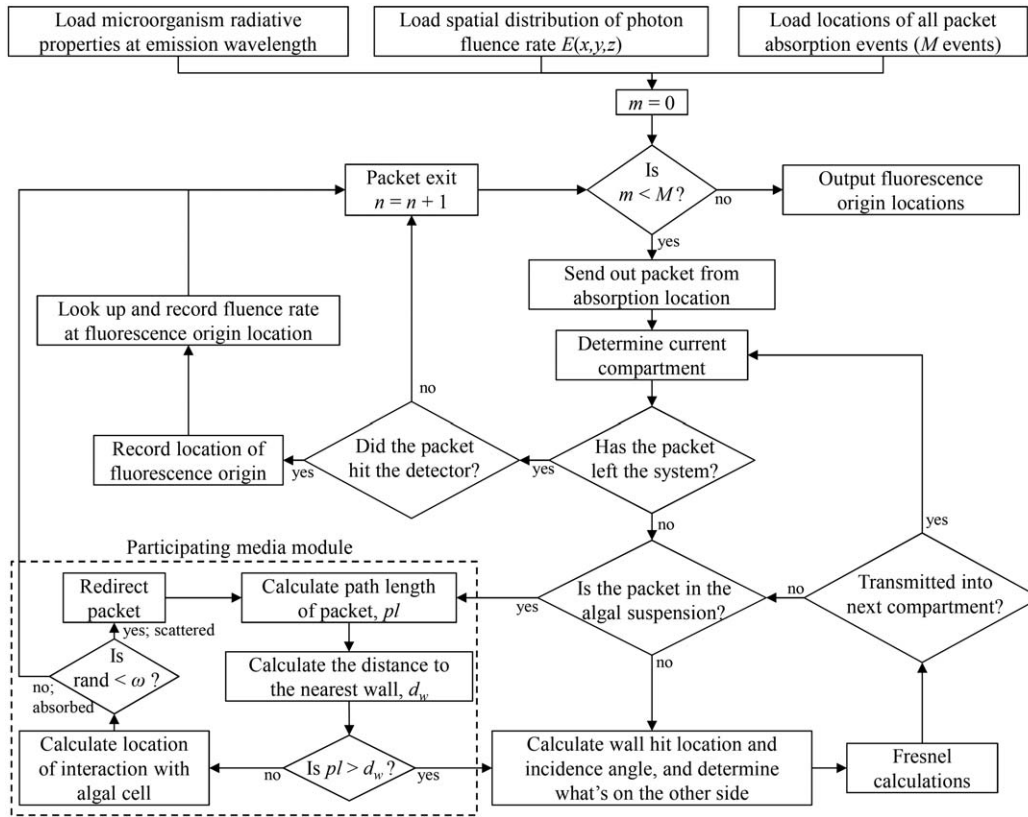 Load microorganism radiative
properties at emission wavelength
Load spatial distribution of photon
fluence rate E(x,y,z)
Load locations of all packet
absorption events (M events)
m = 0
Is
m < M?
no
yes
Output fluorescence
origin locations
Packet exit
n = n + 1
Send out packet from
absorption location
Look up and record fluence rate
at fluorescence origin location
Determine current
compartment
no
Record location of
fluorescence origin
yes
Did the packet
hit the detector?
yes
Has the packet
left the system?
no
yes
Participating media module
Redirect
packet
Calculate path length
of packet, pl
yes
Is the packet in the
algal suspension?
no
Transmitted into
next compartment?
yes; scattered
Is
rand < ω ?
no;
absorbed
Calculate the distance to
the nearest wall, d_w
no
Calculate location
of interaction with
algal cell
no
Is pl > d_w?
yes
Calculate wall hit location and
incidence angle, and determine
what's on the other side
Fresnel
calculations